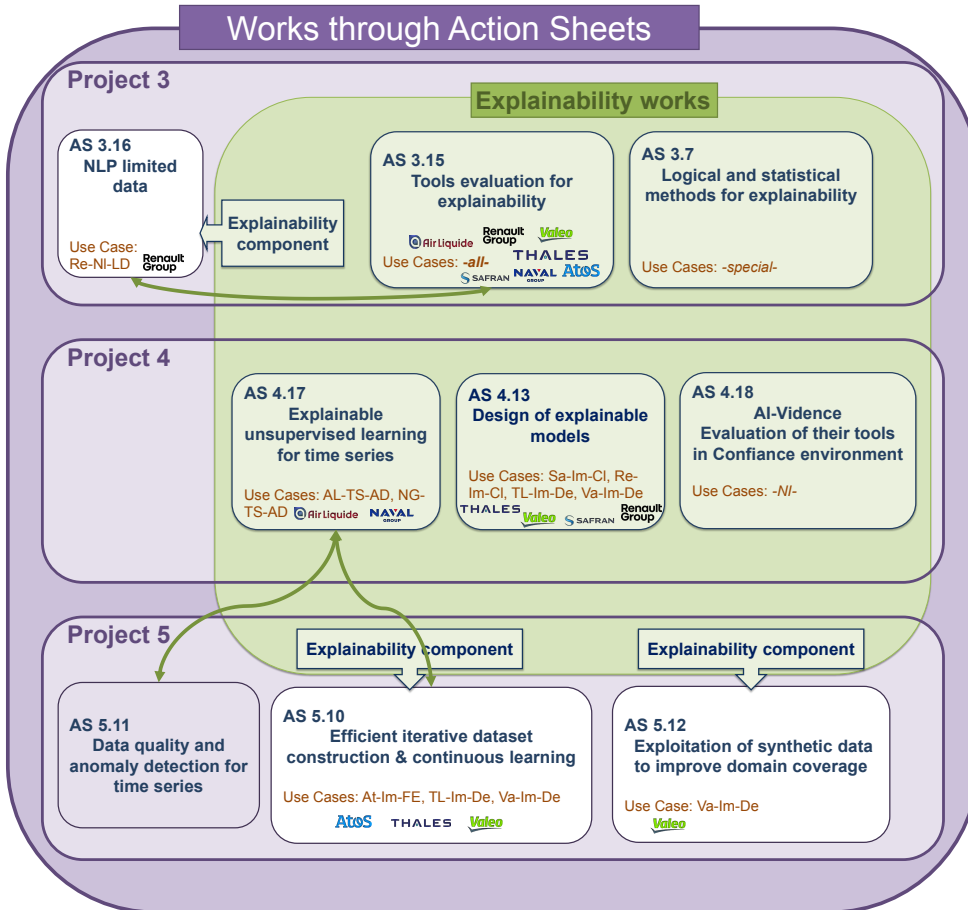 Works through Action Sheets
Project 3
Explainability works
AS 3.16
NLP limited
data
Use Case:
Re-NI-LD
Renault
Group
Explainability
component
AS 3.15
Tools evaluation for
explainability
Air Liquide
Renault
Group
Valeo
THALES
Use Cases: -all-
SAFRAN
NAVAL
GROUP
Atos
AS 3.7
Logical and statistical
methods for explainability
Use Cases: -special-
Project 4
AS 4.17
Explainable
unsupervised learning
for time series
Use Cases: AL-TS-AD, NG-
TS-AD
Air Liquide
NAVAL
GROUP
AS 4.13
Design of explainable
models
Use Cases: Sa-Im-Cl, Re-
Im-Cl, TL-Im-De, Va-Im-De
THALES
Valeo
SAFRAN
Renault
Group
AS 4.18
AI-Vidence
Evaluation of their tools
in Confiance environment
Use Cases: -NI-
Project 5
Explainability component
Explainability component
AS 5.11
Data quality and
anomaly detection for
time series
AS 5.10
Efficient iterative dataset
construction & continuous learning
Use Cases: At-Im-FE, TL-Im-De, Va-Im-De
Atos
THALES
Valeo
AS 5.12
Exploitation of synthetic data
to improve domain coverage
Use Case: Va-Im-De
Valeo